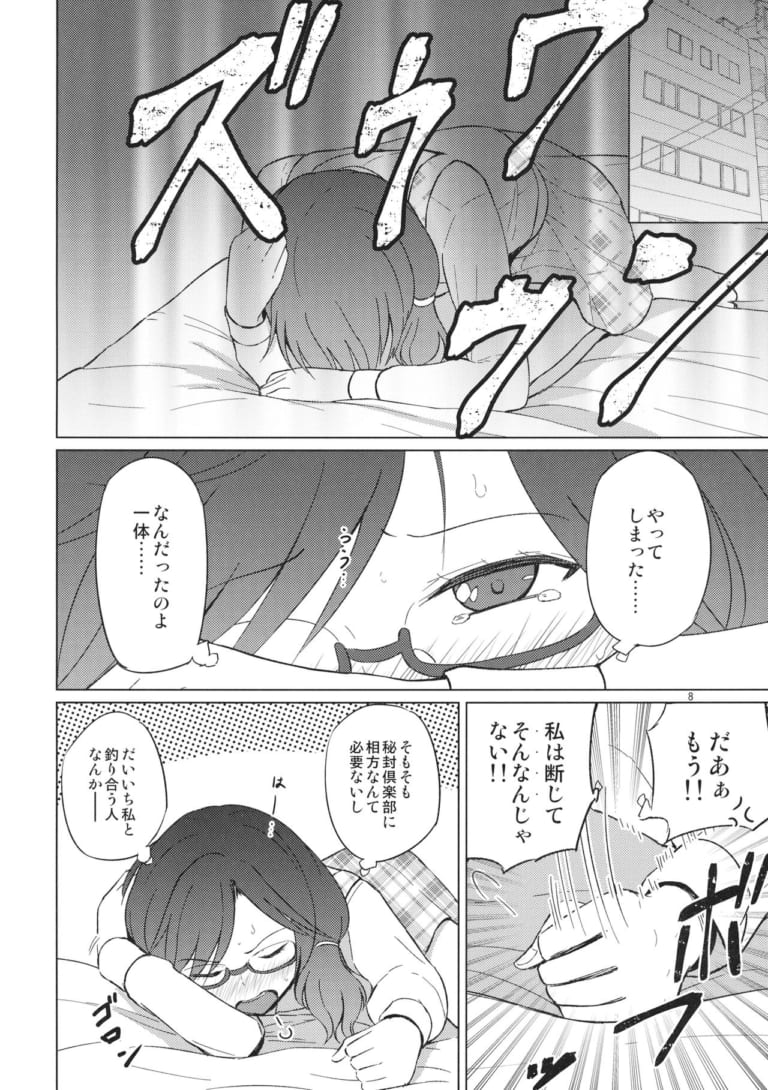 ズウウ
ウン
やって
しまった……
うっ…
なんだったのよ
一体……
8
だあぁ
もう!!
私は断じて
そんなんじゃ
ない!!
ボフッ
そもそも
秘封倶楽部に
相方なんて
必要ないし
はー
だいいち私と
釣り合う人
なんか──
ゴロン